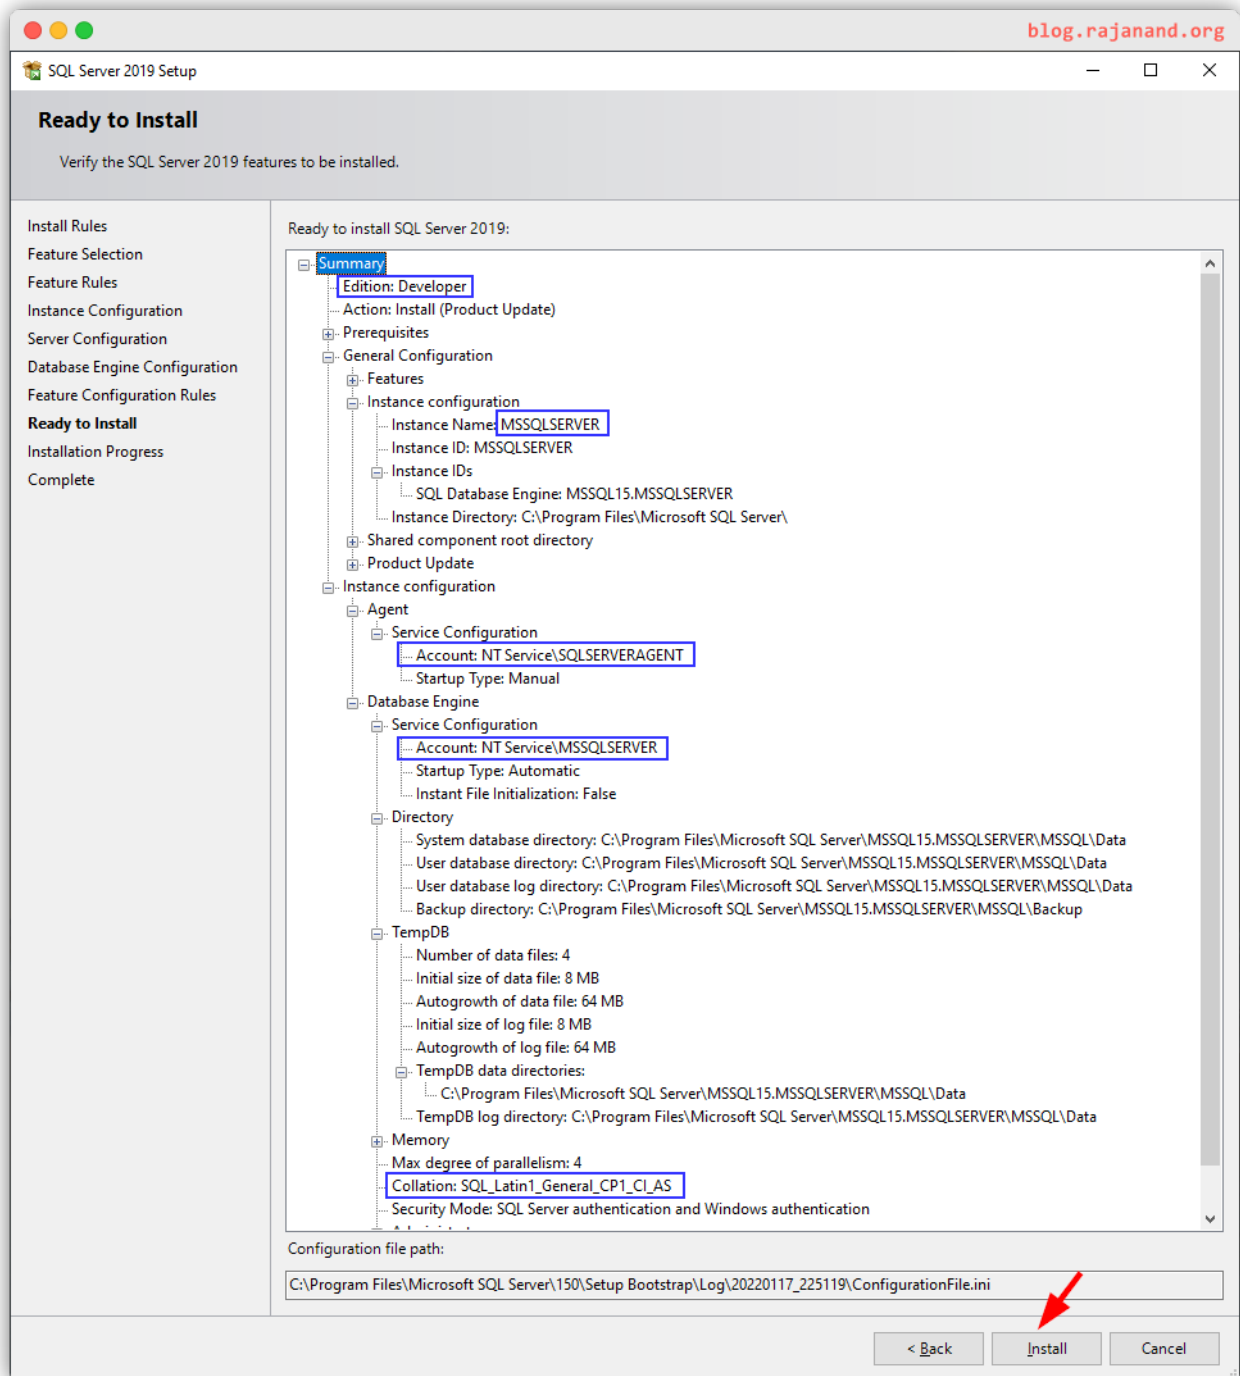 blog.rajanand.org
SQL Server 2019 Setup
Ready to Install
Verify the SQL Server 2019 features to be installed.
Install Rules
Feature Selection
Feature Rules
Instance Configuration
Server Configuration
Database Engine Configuration
Feature Configuration Rules
Ready to Install
Installation Progress
Complete
Ready to install SQL Server 2019:
Summary
Edition: Developer
Action: Install (Product Update)
Prerequisites
General Configuration
Features
Instance configuration
Instance Name: MSSQLSERVER
Instance ID: MSSQLSERVER
Instance IDs
SQL Database Engine: MSSQL15.MSSQLSERVER
Instance Directory: C:\Program Files\Microsoft SQL Server\
Shared component root directory
Product Update
Instance configuration
Agent
Service Configuration
Account: NT Service\SQLSERVERAGENT
Startup Type: Manual
Database Engine
Service Configuration
Account: NT Service\MSSQLSERVER
Startup Type: Automatic
Instant File Initialization: False
Directory
System database directory: C:\Program Files\Microsoft SQL Server\MSSQL15.MSSQLSERVER\MSSQL\Data
User database directory: C:\Program Files\Microsoft SQL Server\MSSQL15.MSSQLSERVER\MSSQL\Data
User database log directory: C:\Program Files\Microsoft SQL Server\MSSQL15.MSSQLSERVER\MSSQL\Data
Backup directory: C:\Program Files\Microsoft SQL Server\MSSQL15.MSSQLSERVER\MSSQL\Backup
TempDB
Number of data files: 4
Initial size of data file: 8 MB
Autogrowth of data file: 64 MB
Initial size of log file: 8 MB
Autogrowth of log file: 64 MB
TempDB data directories:
C:\Program Files\Microsoft SQL Server\MSSQL15.MSSQLSERVER\MSSQL\Data
TempDB log directory: C:\Program Files\Microsoft SQL Server\MSSQL15.MSSQLSERVER\MSSQL\Data
Memory
Max degree of parallelism: 4
Collation: SQL_Latin1_General_CP1_CI_AS
Security Mode: SQL Server authentication and Windows authentication
Configuration file path:
C:\Program Files\Microsoft SQL Server\150\Setup Bootstrap\Log\20220117_225119\ConfigurationFile.ini
< Back
Install
Cancel